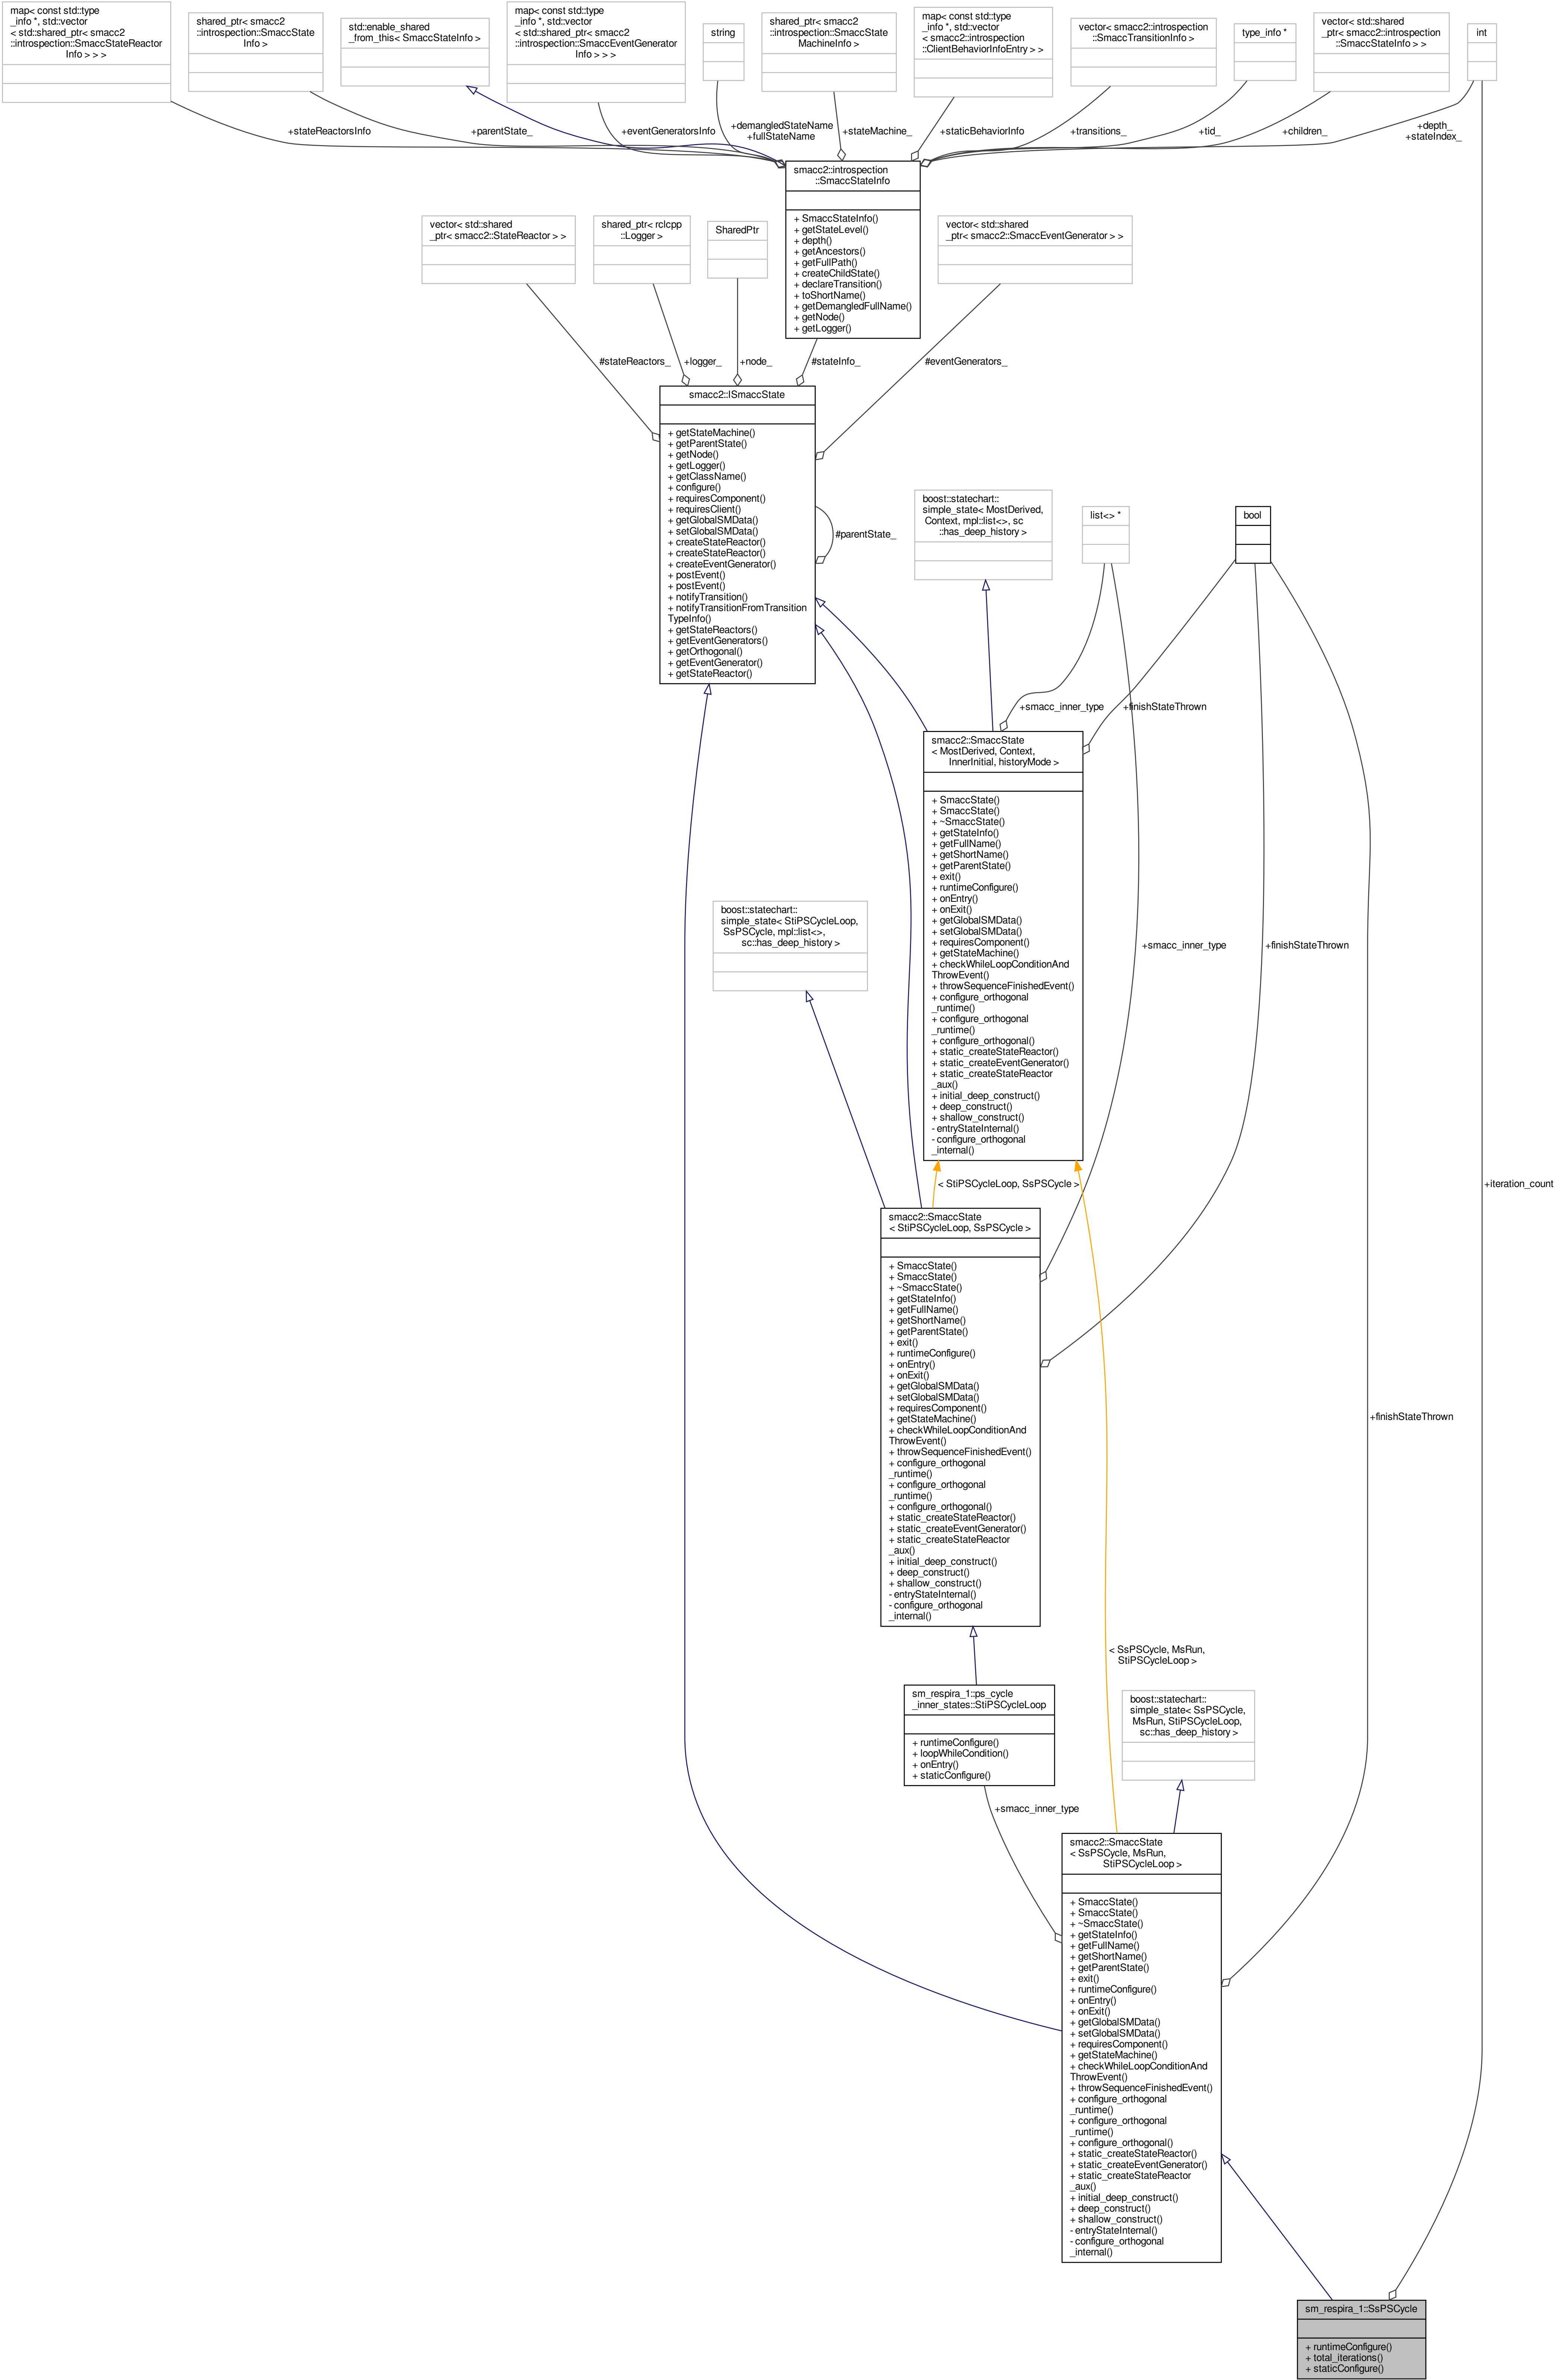 map< const std::type
_info *, std::vector
< std::shared_ptr< smacc2
::introspection::SmaccStateReactor
Info > > >
shared_ptr< smacc2
::introspection::SmaccState
Info >
std::enable_shared
_from_this< SmaccStateInfo >
map< const std::type
_info *, std::vector
< std::shared_ptr< smacc2
::introspection::SmaccEventGenerator
Info > > >
string
shared_ptr< smacc2
::introspection::SmaccState
MachineInfo >
map< const std::type
_info *, std::vector
< smacc2::introspection
::ClientBehaviorInfoEntry > >
vector< smacc2::introspection
::SmaccTransitionInfo >
type_info *
vector< std::shared
_ptr< smacc2::introspection
::SmaccStateInfo > >
int
+stateReactorsInfo
+parentState_
+eventGeneratorsInfo
+demangledStateName
+fullStateName
+stateMachine_
+staticBehaviorInfo
+transitions_
+tid_
+children_
+depth_
+stateIndex_
smacc2::introspection
::SmaccStateInfo
+ SmaccStateInfo()
+ getStateLevel()
+ depth()
+ getAncestors()
+ getFullPath()
+ createChildState()
+ declareTransition()
+ toShortName()
+ getDemangledFullName()
+ getNode()
+ getLogger()
vector< std::shared
_ptr< smacc2::StateReactor > >
shared_ptr< rclcpp
::Logger >
SharedPtr
vector< std::shared
_ptr< smacc2::SmaccEventGenerator > >
#stateReactors_
+logger_
+node_
#stateInfo_
#eventGenerators_
smacc2::ISmaccState
+ getStateMachine()
+ getParentState()
+ getNode()
+ getLogger()
+ getClassName()
+ configure()
+ requiresComponent()
+ requiresClient()
+ getGlobalSMData()
+ setGlobalSMData()
+ createStateReactor()
+ createStateReactor()
+ createEventGenerator()
+ postEvent()
+ postEvent()
+ notifyTransition()
+ notifyTransitionFromTransition
TypeInfo()
+ getStateReactors()
+ getEventGenerators()
+ getOrthogonal()
+ getEventGenerator()
+ getStateReactor()
#parentState_
boost::statechart::
simple_state< MostDerived,
Context, mpl::list<>, sc
::has_deep_history >
list<> *
bool
+smacc_inner_type
+finishStateThrown
smacc2::SmaccState
< MostDerived, Context,
InnerInitial, historyMode >
+ SmaccState()
+ SmaccState()
+ ~SmaccState()
+ getStateInfo()
+ getFullName()
+ getShortName()
+ getParentState()
+ exit()
+ runtimeConfigure()
+ onEntry()
+ onExit()
+ getGlobalSMData()
+ setGlobalSMData()
+ requiresComponent()
+ getStateMachine()
+ checkWhileLoopConditionAnd
ThrowEvent()
+ throwSequenceFinishedEvent()
+ configure_orthogonal
_runtime()
+ configure_orthogonal
_runtime()
+ configure_orthogonal()
+ static_createStateReactor()
+ static_createEventGenerator()
+ static_createStateReactor
_aux()
+ initial_deep_construct()
+ deep_construct()
+ shallow_construct()
- entryStateInternal()
- configure_orthogonal
_internal()
boost::statechart::
simple_state< StiPSCycleLoop,
SsPSCycle, mpl::list<>,
sc::has_deep_history >
+smacc_inner_type
+finishStateThrown
< StiPSCycleLoop, SsPSCycle >
+iteration_count
smacc2::SmaccState
< StiPSCycleLoop, SsPSCycle >
+ SmaccState()
+ SmaccState()
+ ~SmaccState()
+ getStateInfo()
+ getFullName()
+ getShortName()
+ getParentState()
+ exit()
+ runtimeConfigure()
+ onEntry()
+ onExit()
+ getGlobalSMData()
+ setGlobalSMData()
+ requiresComponent()
+ getStateMachine()
+ checkWhileLoopConditionAnd
ThrowEvent()
+ throwSequenceFinishedEvent()
+ configure_orthogonal
_runtime()
+ configure_orthogonal
_runtime()
+ configure_orthogonal()
+ static_createStateReactor()
+ static_createEventGenerator()
+ static_createStateReactor
_aux()
+ initial_deep_construct()
+ deep_construct()
+ shallow_construct()
- entryStateInternal()
- configure_orthogonal
_internal()
+finishStateThrown
< SsPSCycle, MsRun,
StiPSCycleLoop >
sm_respira_1::ps_cycle
_inner_states::StiPSCycleLoop
+ runtimeConfigure()
+ loopWhileCondition()
+ onEntry()
+ staticConfigure()
boost::statechart::
simple_state< SsPSCycle,
MsRun, StiPSCycleLoop,
sc::has_deep_history >
+smacc_inner_type
smacc2::SmaccState
< SsPSCycle, MsRun,
StiPSCycleLoop >
+ SmaccState()
+ SmaccState()
+ ~SmaccState()
+ getStateInfo()
+ getFullName()
+ getShortName()
+ getParentState()
+ exit()
+ runtimeConfigure()
+ onEntry()
+ onExit()
+ getGlobalSMData()
+ setGlobalSMData()
+ requiresComponent()
+ getStateMachine()
+ checkWhileLoopConditionAnd
ThrowEvent()
+ throwSequenceFinishedEvent()
+ configure_orthogonal
_runtime()
+ configure_orthogonal
_runtime()
+ configure_orthogonal()
+ static_createStateReactor()
+ static_createEventGenerator()
+ static_createStateReactor
_aux()
+ initial_deep_construct()
+ deep_construct()
+ shallow_construct()
- entryStateInternal()
- configure_orthogonal
_internal()
sm_respira_1::SsPSCycle
+ runtimeConfigure()
+ total_iterations()
+ staticConfigure()